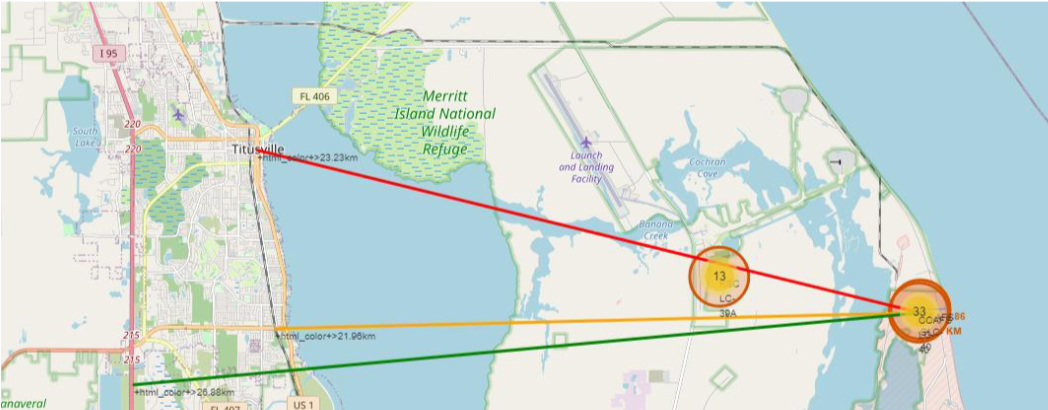 I 95
FL 406
Merritt
Island National
Wildlife
Refuge
South
Lake
220
220
Titusville
+html_color+>23.23km
Launch
and Landing
Facility
Cochran
Cove
Banana
Creek
13
LC-
39A
33
86
KM
215
215
+html_color+>21.96km
+html_color+>26.88km
anaveral
FL 407
US 1